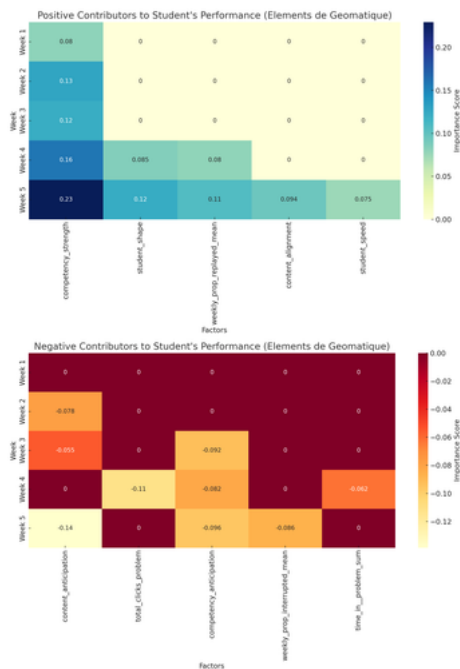 Positive Contributors to Student's Performance (Elements de Geomatique)
Week 1 0.08 0 0 0 0
Week 2 0.13 0 0 0 0
Week 3 0.12 0 0 0 0
Week 4 0.16 0.085 0.08 0 0
Week 5 0.23 0.12 0.11 0.094 0.075
Week
competency_strength
student_shape
weekly_prop_replayed_mean
content_alignment
student_speed
Factors
0.20
0.15
0.10
0.05
0.00
Importance Score
Negative Contributors to Student's Performance (Elements de Geomatique)
Week 1 0 0 0 0 0
Week 2 -0.078 0 0 0 0
Week 3 -0.055 0 -0.092 0 0
Week 4 0 -0.11 -0.082 0 -0.062
Week 5 -0.14 0 -0.096 -0.086 0
Week
content_anticipation
total_clicks_problem
competency_anticipation
weekly_prop_interrupted_mean
time_in__problem_sum
Factors
0.00
−0.02
−0.04
−0.06
−0.08
−0.10
−0.12
Importance Score